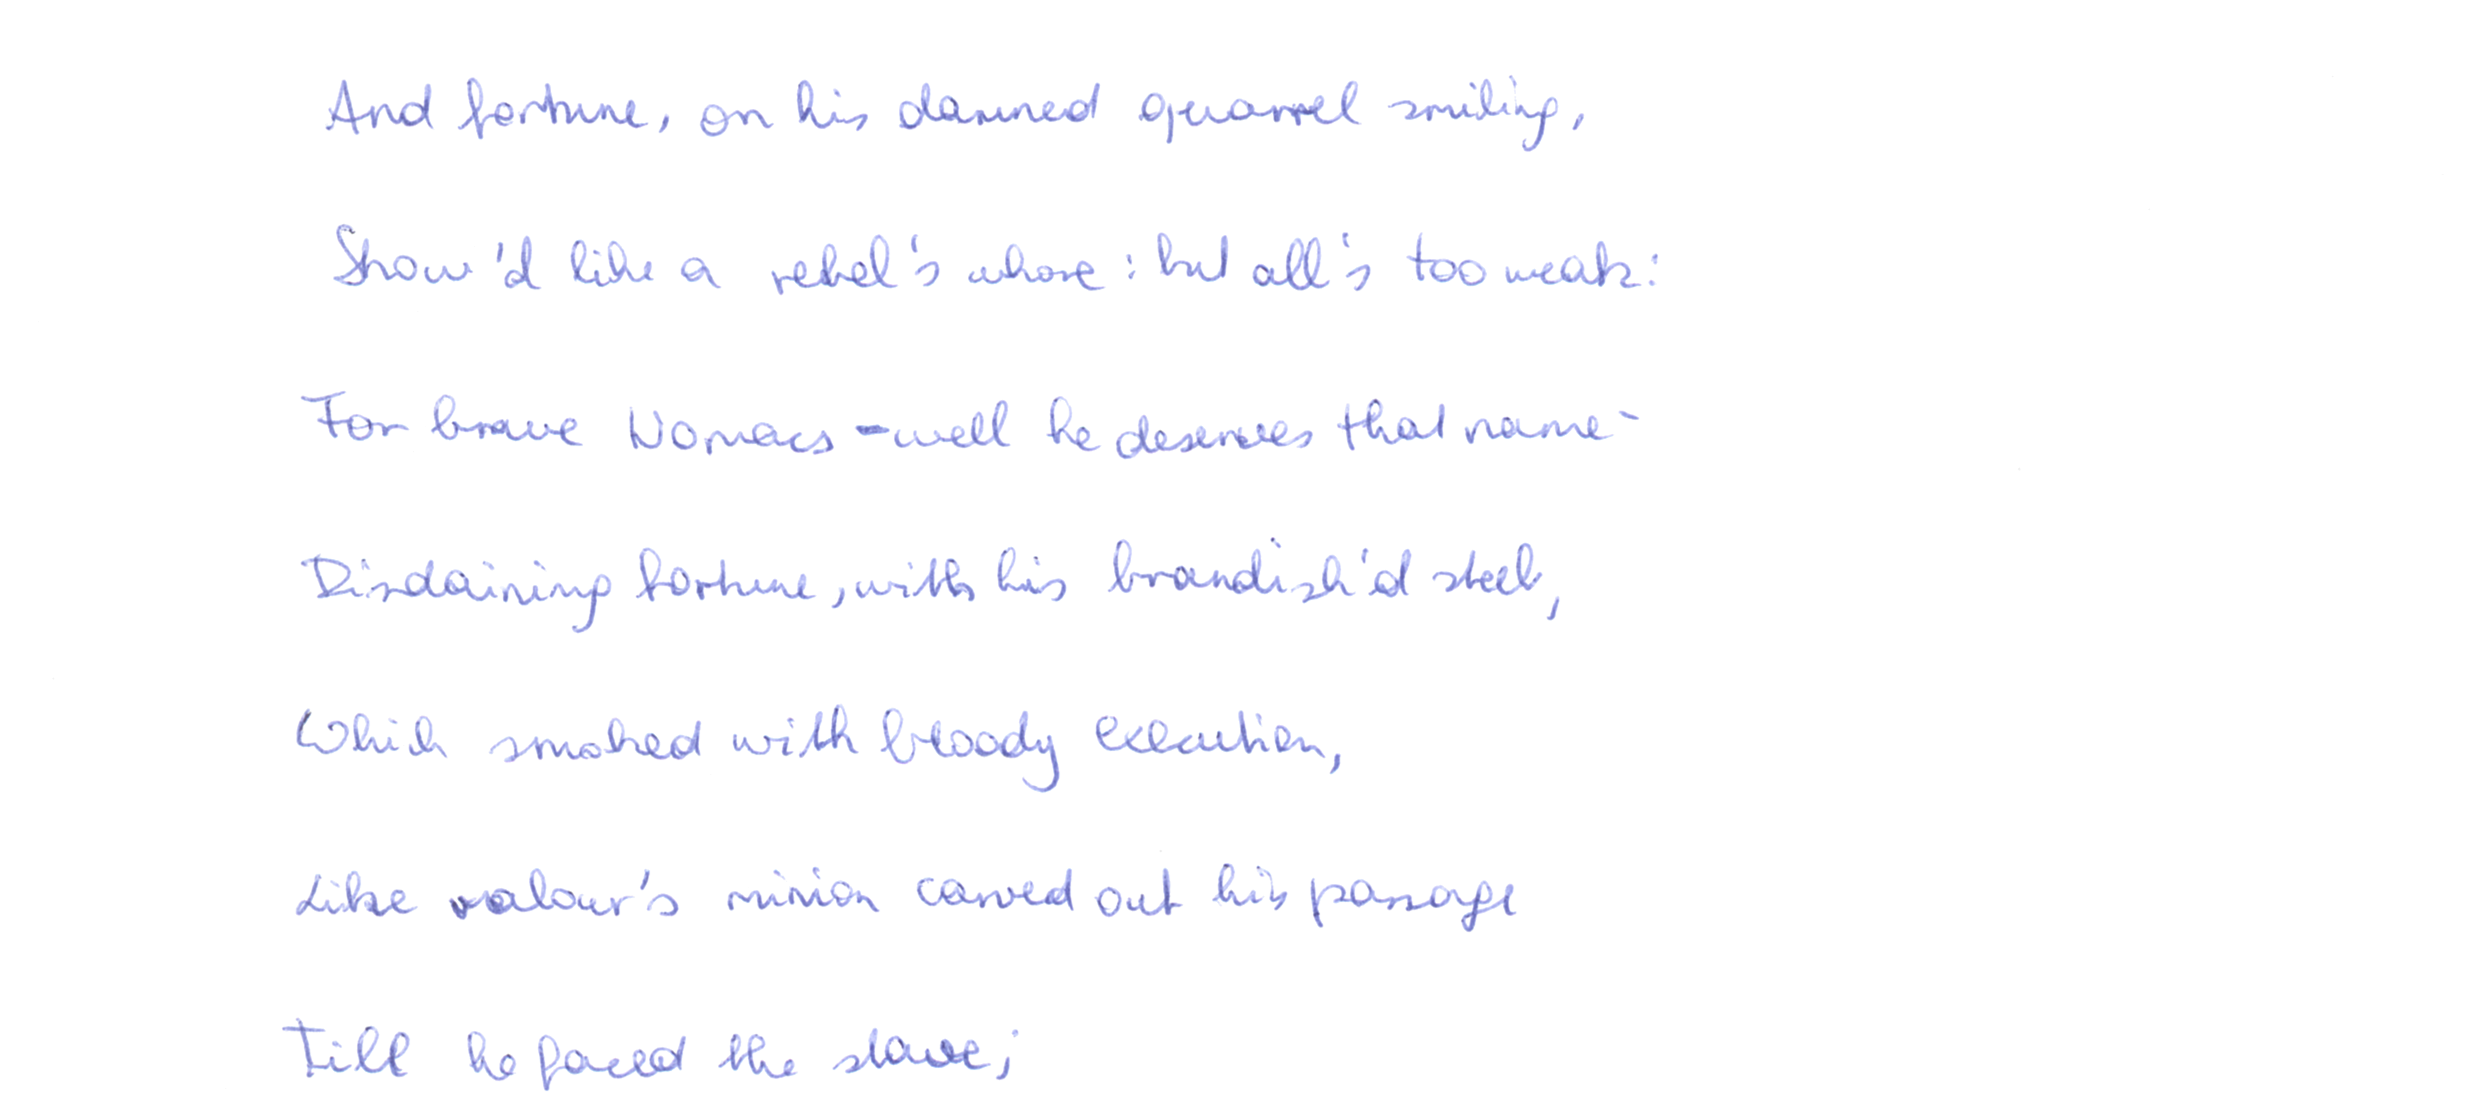 And fortune, on his damned quarrel smiling,
Show'd like a rebel's whore: but all's too weak:
For brave Nomacs - well he deserves that name -
Disdaining fortune, with his brandish'd steel,
Which smoked with bloody execution,
Like valour's minion carved out his passage
Till he faced the slave;